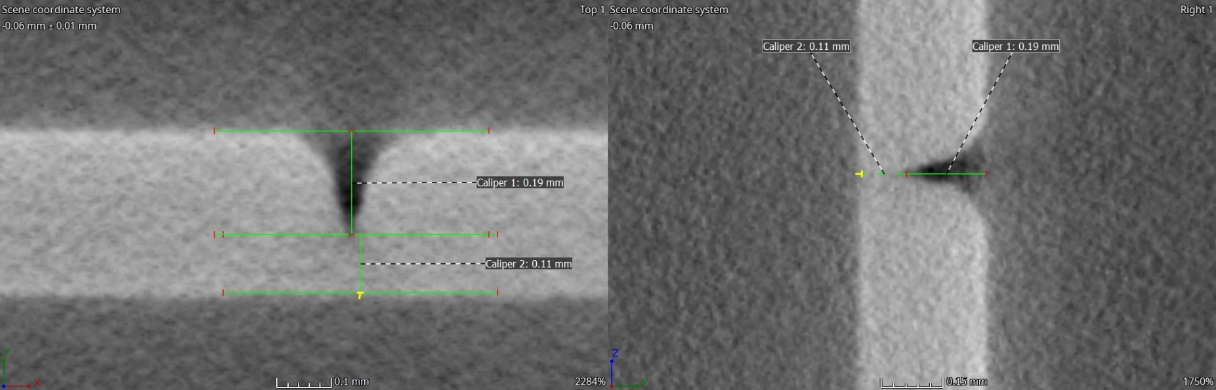 Scene coordinate system
-0.06 mm ± 0.01 mm
Top 1
Caliper 1: 0.19 mm
Caliper 2: 0.11 mm
0.1 mm
2284%
Scene coordinate system
-0.06 mm
Right 1
Caliper 2: 0.11 mm
Caliper 1: 0.19 mm
Z
0.15 mm
1750%